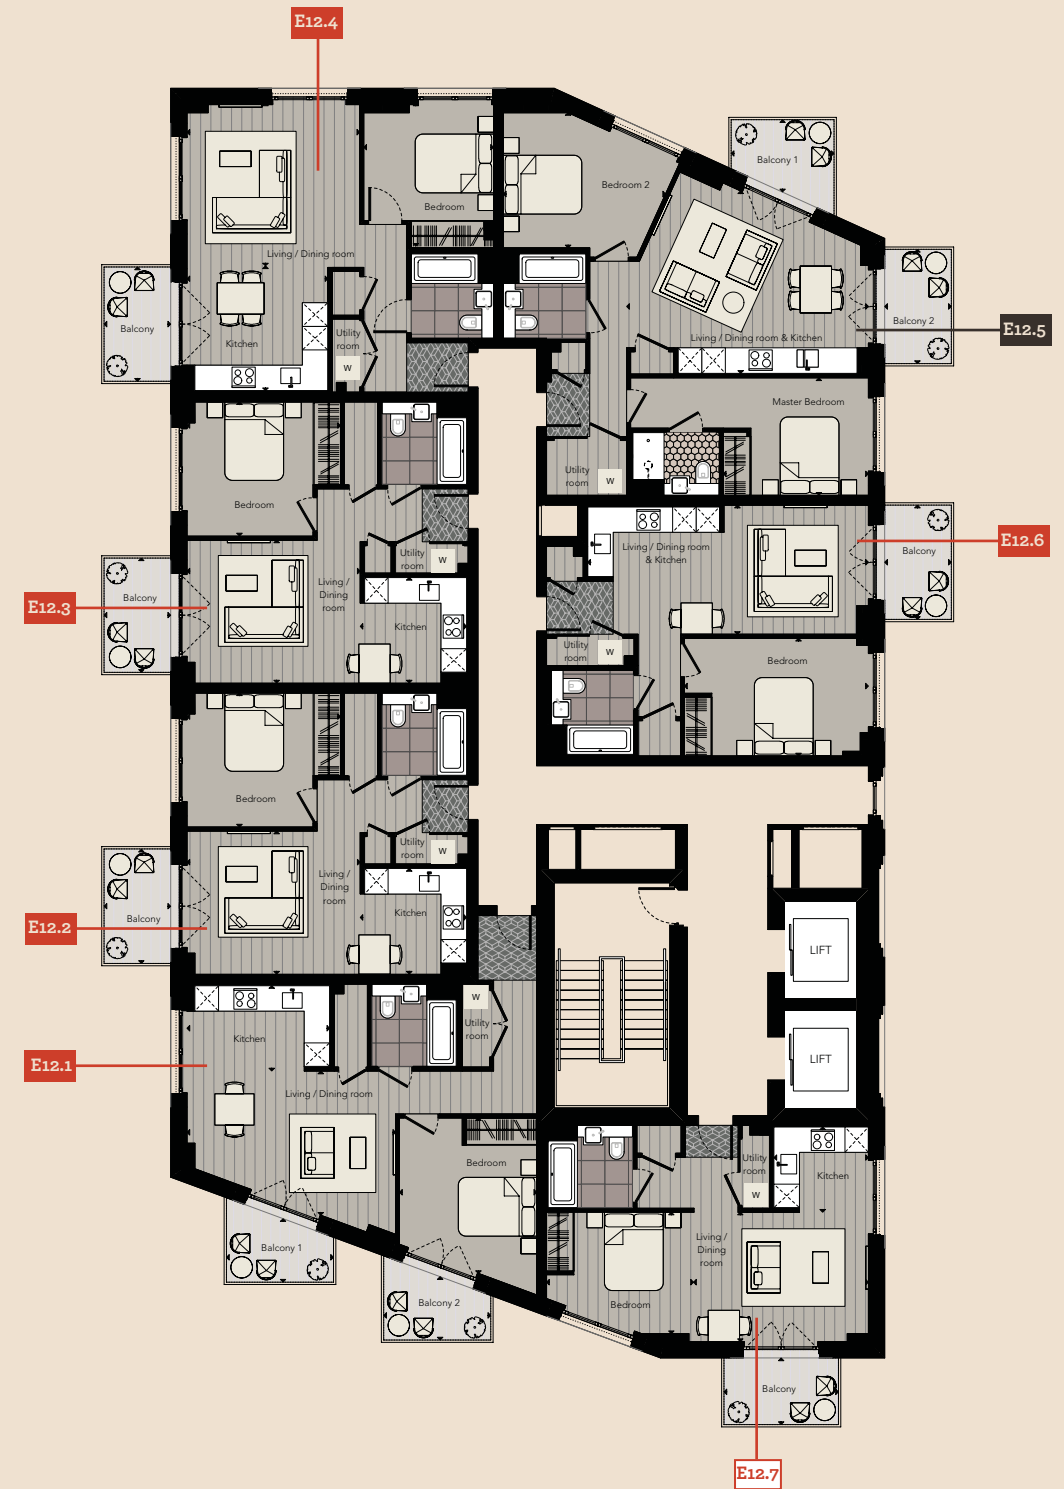 E12.4
Balcony 1
Bedroom 2
Bedroom
Living / Dining room
Balcony
Balcony 2
E12.5
Utility
room
Kitchen
Living / Dining room & Kitchen
W
Master Bedroom
Utility
room
W
Bedroom
Living / Dining room
& Kitchen
E12.6
Balcony
Utility
room
W
Living /
Dining
room
Balcony
E12.3
Kitchen
Utility
room
W
Bedroom
Bedroom
Utility
room
W
Living /
Dining
room
Kitchen
Balcony
E12.2
LIFT
W
Utility
room
Kitchen
E12.1
LIFT
Living / Dining room
Bedroom
Utility
room
W
Kitchen
Balcony 1
Living /
Dining
room
Balcony 2
Bedroom
Balcony
E12.7